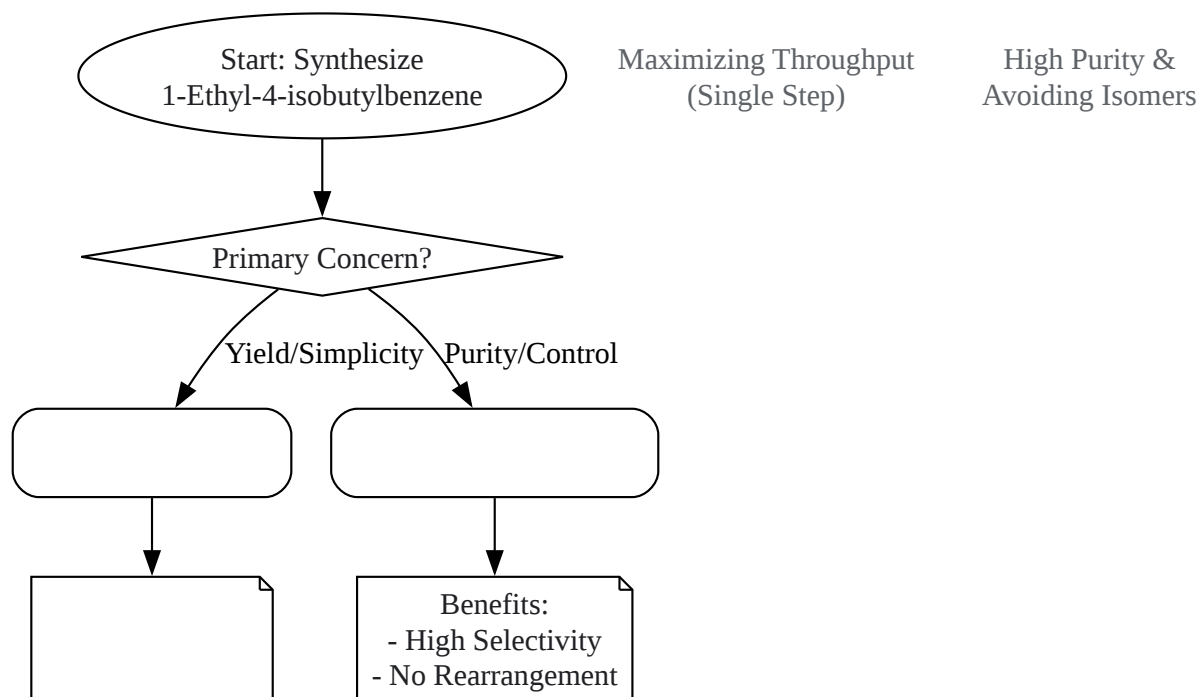 Start: Synthesize
1-Ethyl-4-isobutylbenzene
Maximizing Throughput
(Single Step)
High Purity &
Avoiding Isomers
Primary Concern?
Yield/Simplicity
Purity/Control
Benefits:
- High Selectivity
- No Rearrangement